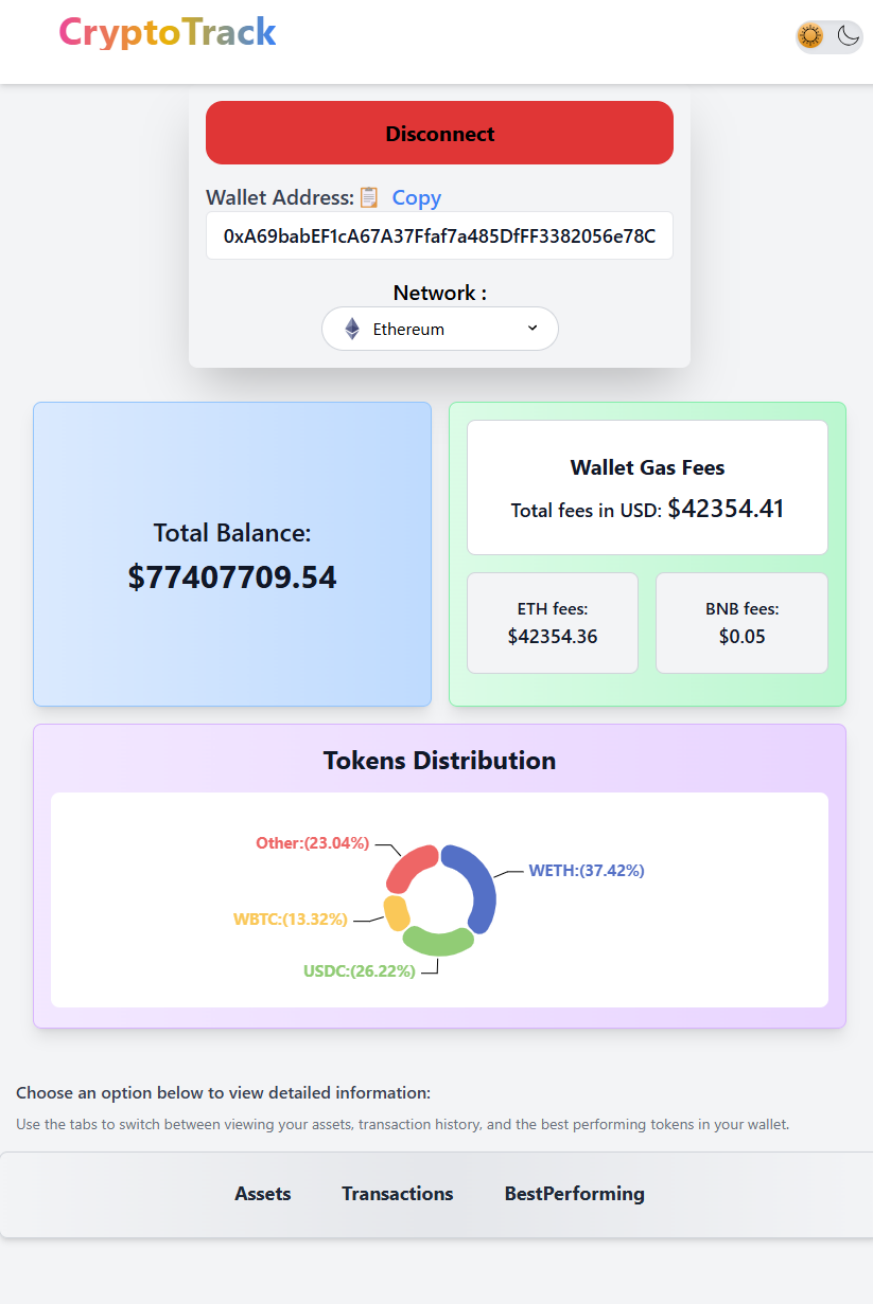 CryptoTrack
Disconnect
Wallet Address: 📋 Copy
0xA69babEF1cA67A37Ffaf7a485DfFF3382056e78C
Network :
Ethereum
Total Balance:
$77407709.54
Wallet Gas Fees
Total fees in USD: $42354.41
ETH fees:
$42354.36
BNB fees:
$0.05
Tokens Distribution
Other:(23.04%)
WETH:(37.42%)
WBTC:(13.32%)
USDC:(26.22%)
Choose an option below to view detailed information:
Use the tabs to switch between viewing your assets, transaction history, and the best performing tokens in your wallet.
Assets Transactions BestPerforming